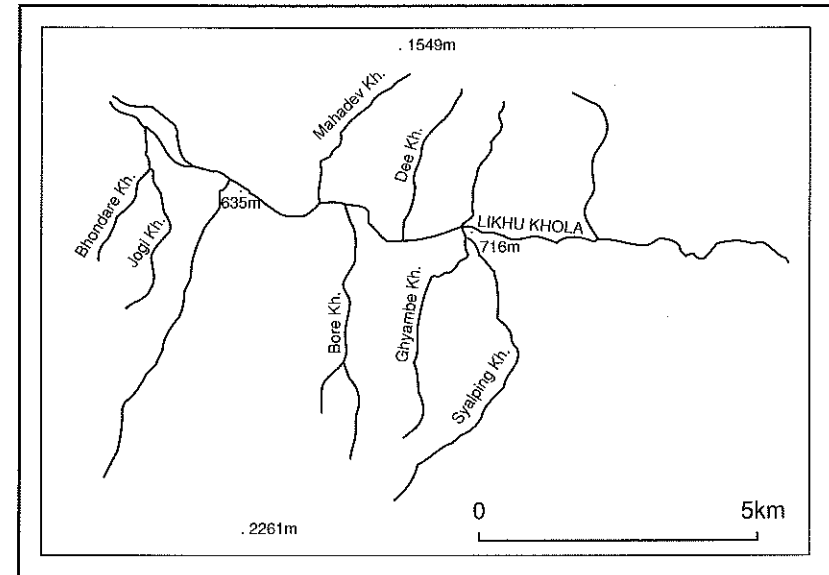 . 1549m
Mahadev Kh.
Dee Kh.
635m
LIKHU KHOLA
716m
Bhondare Kh.
Jogi Kh.
Bore Kh.
Ghyambe Kh.
Syalping Kh.
. 2261m
0 5km